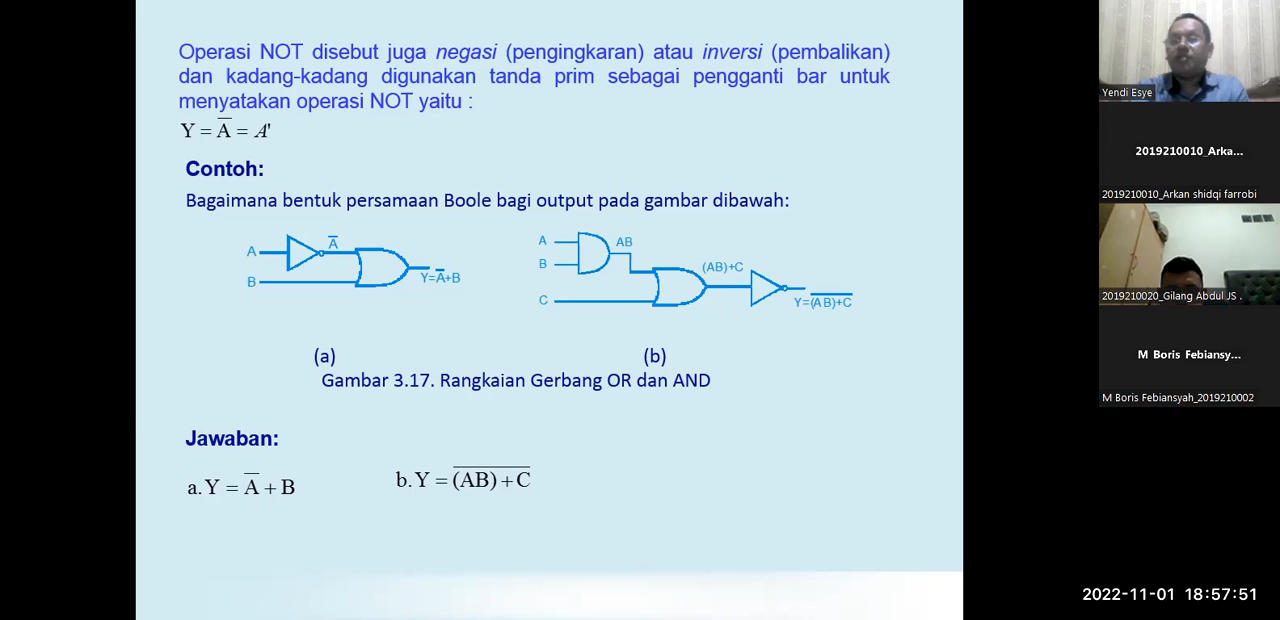 Operasi NOT disebut juga negasi (pengingkaran) atau inversi (pembalikan)
dan kadang-kadang digunakan tanda prim sebagai pengganti bar untuk
menyatakan operasi NOT yaitu :
Y = A̅ = A'
Contoh:
Bagaimana bentuk persamaan Boole bagi output pada gambar dibawah:
A
A̅
B
Y=A̅+B
A
B
AB
C
(AB)+C
Y=(̅A̅B̅)̅+̅C̅
(a)
(b)
Gambar 3.17. Rangkaian Gerbang OR dan AND
Jawaban:
a. Y = A̅ + B
b. Y = (̅A̅B̅)̅+̅C̅
Yendi Esye
2019210010_Arka...
2019210010_Arkan shidqi farrobi
2019210020_Gilang Abdul JS .
M Boris Febiansy...
M Boris Febiansyah_2019210002
2022-11-01 18:57:51